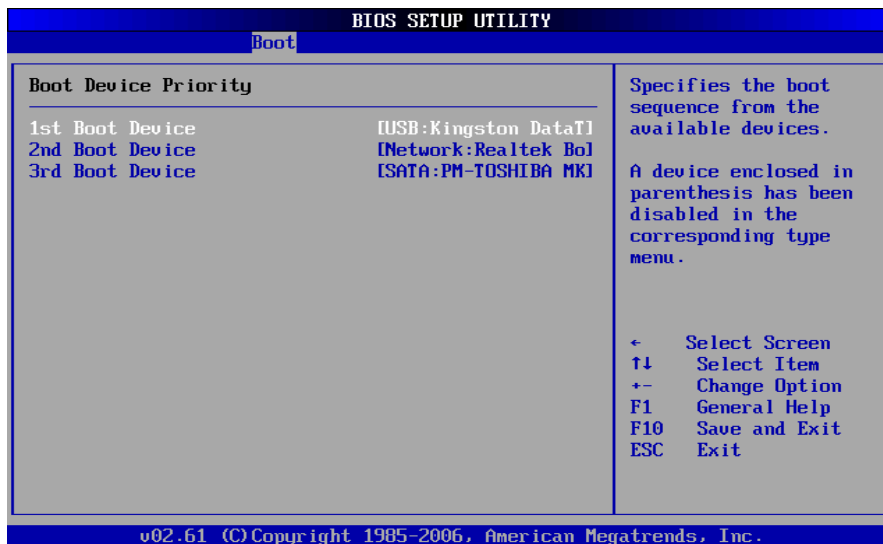 BIOS SETUP UTILITY
Boot
Boot Device Priority
1st Boot Device [USB:Kingston DataT]
2nd Boot Device [Network:Realtek Bo]
3rd Boot Device [SATA:PM-TOSHIBA MK]
Specifies the boot
sequence from the
available devices.
A device enclosed in
parenthesis has been
disabled in the
corresponding type
menu.
← Select Screen
↑↓ Select Item
+- Change Option
F1 General Help
F10 Save and Exit
ESC Exit
v02.61 (C)Copyright 1985-2006, American Megatrends, Inc.